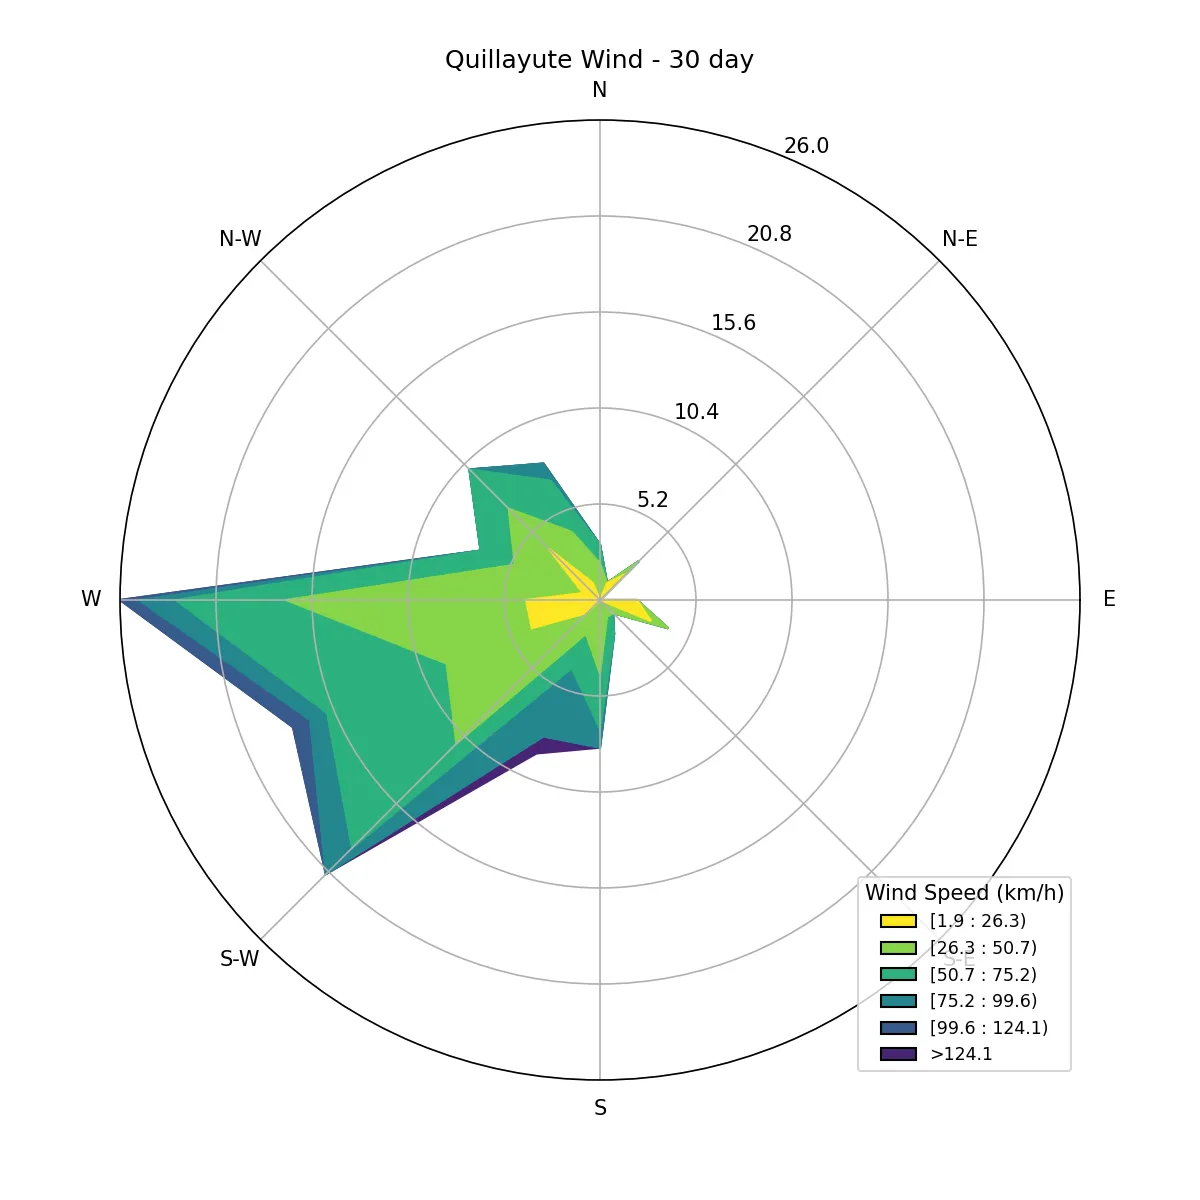 Quillayute Wind - 30 day
N
26.0
N-W
20.8
N-E
15.6
10.4
5.2
W
E
S-W
S-E
S
Wind Speed (km/h)
[1.9 : 26.3)
[26.3 : 50.7)
[50.7 : 75.2)
[75.2 : 99.6)
[99.6 : 124.1)
>124.1